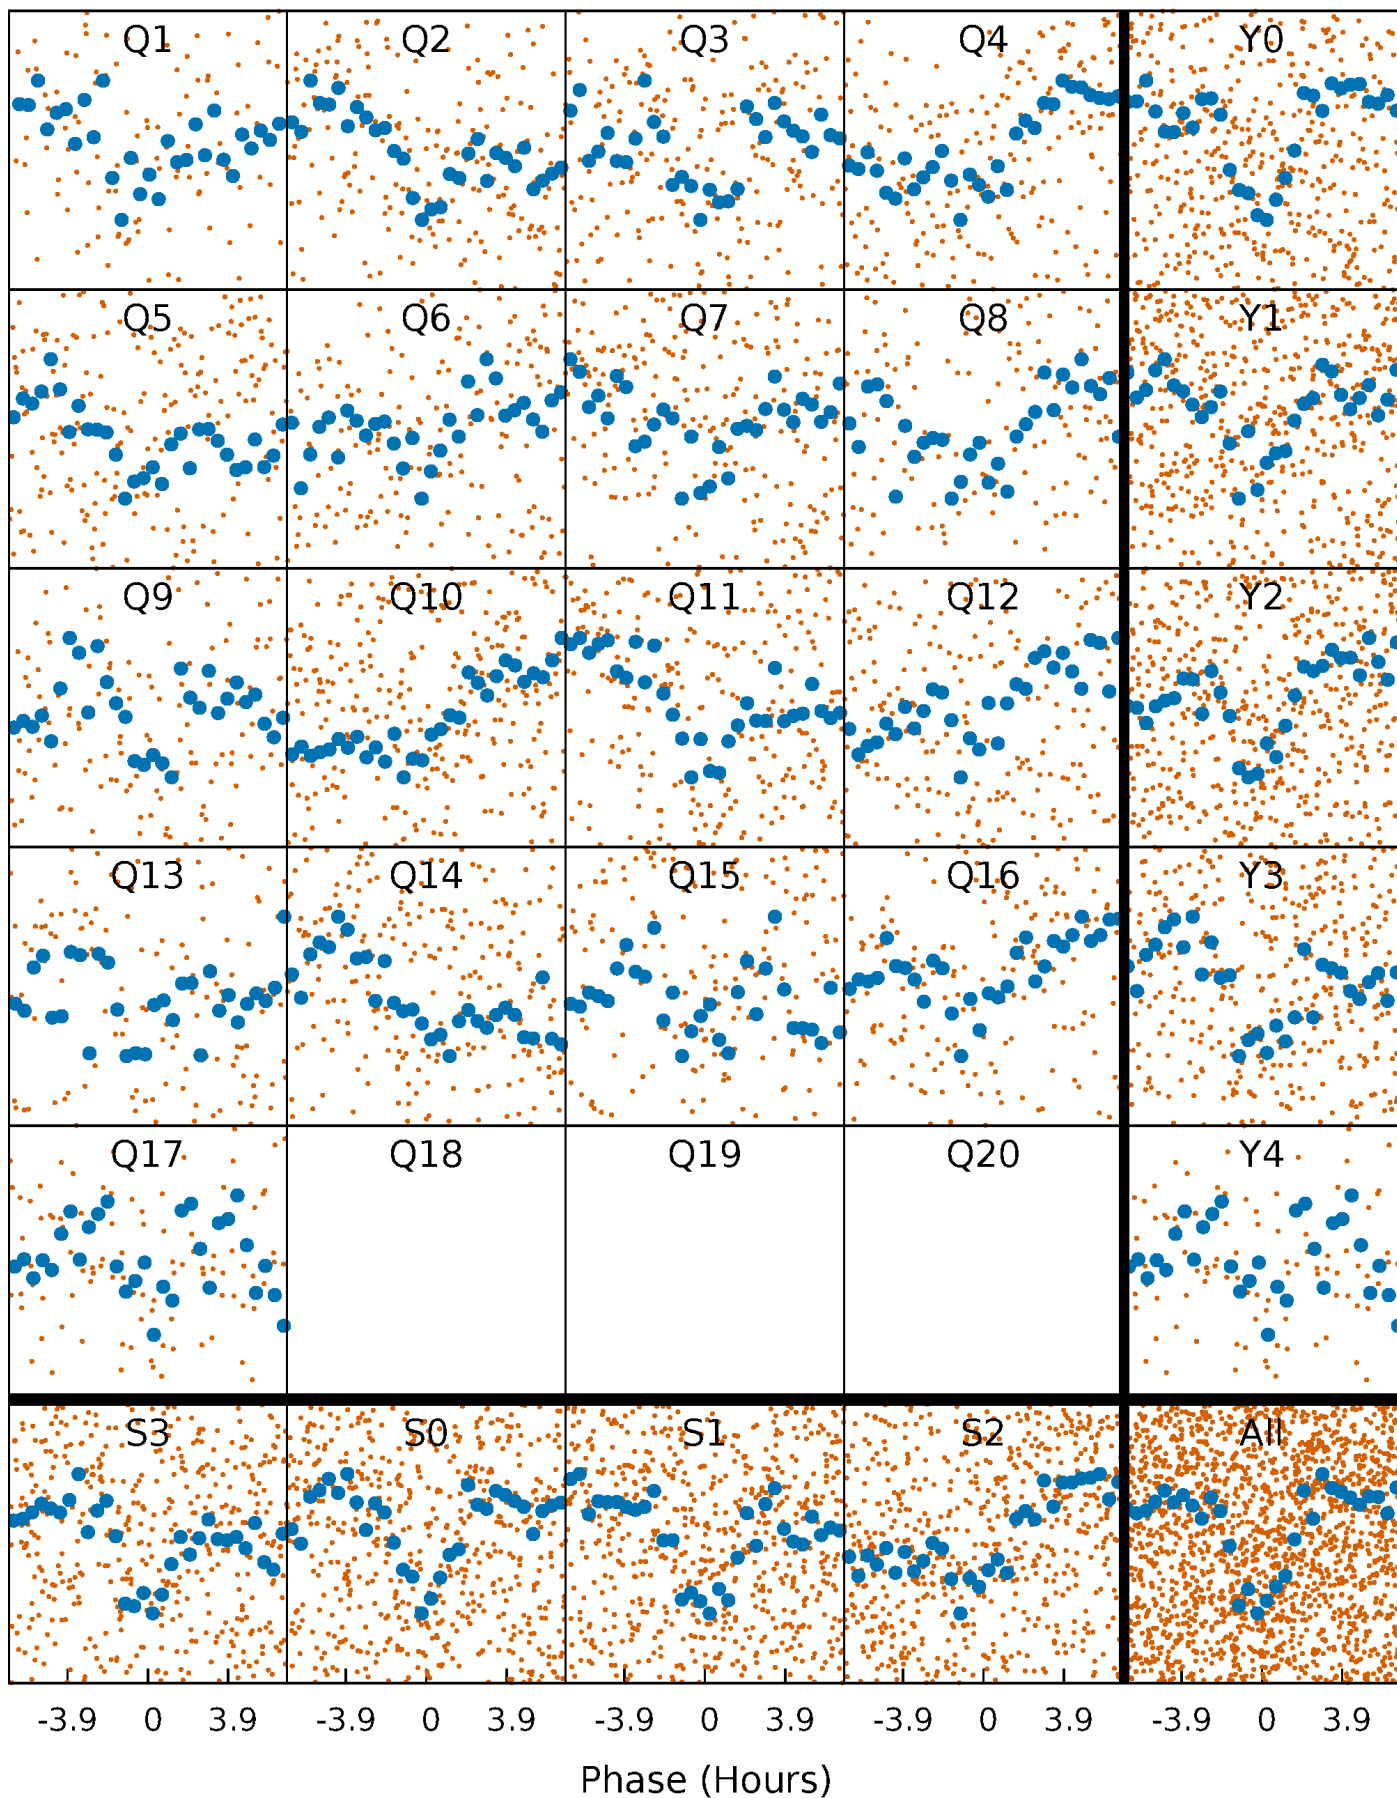 Q1 Q2 Q3 Q4 Y0
Q5 Q6 Q7 Q8 Y1
Q9 Q10 Q11 Q12 Y2
Q13 Q14 Q15 Q16 Y3
Q17 Q18 Q19 Q20 Y4
S3 S0 S1 S2 All
-3.9 0 3.9 -3.9 0 3.9 -3.9 0 3.9 -3.9 0 3.9 -3.9 0 3.9
Phase (Hours)